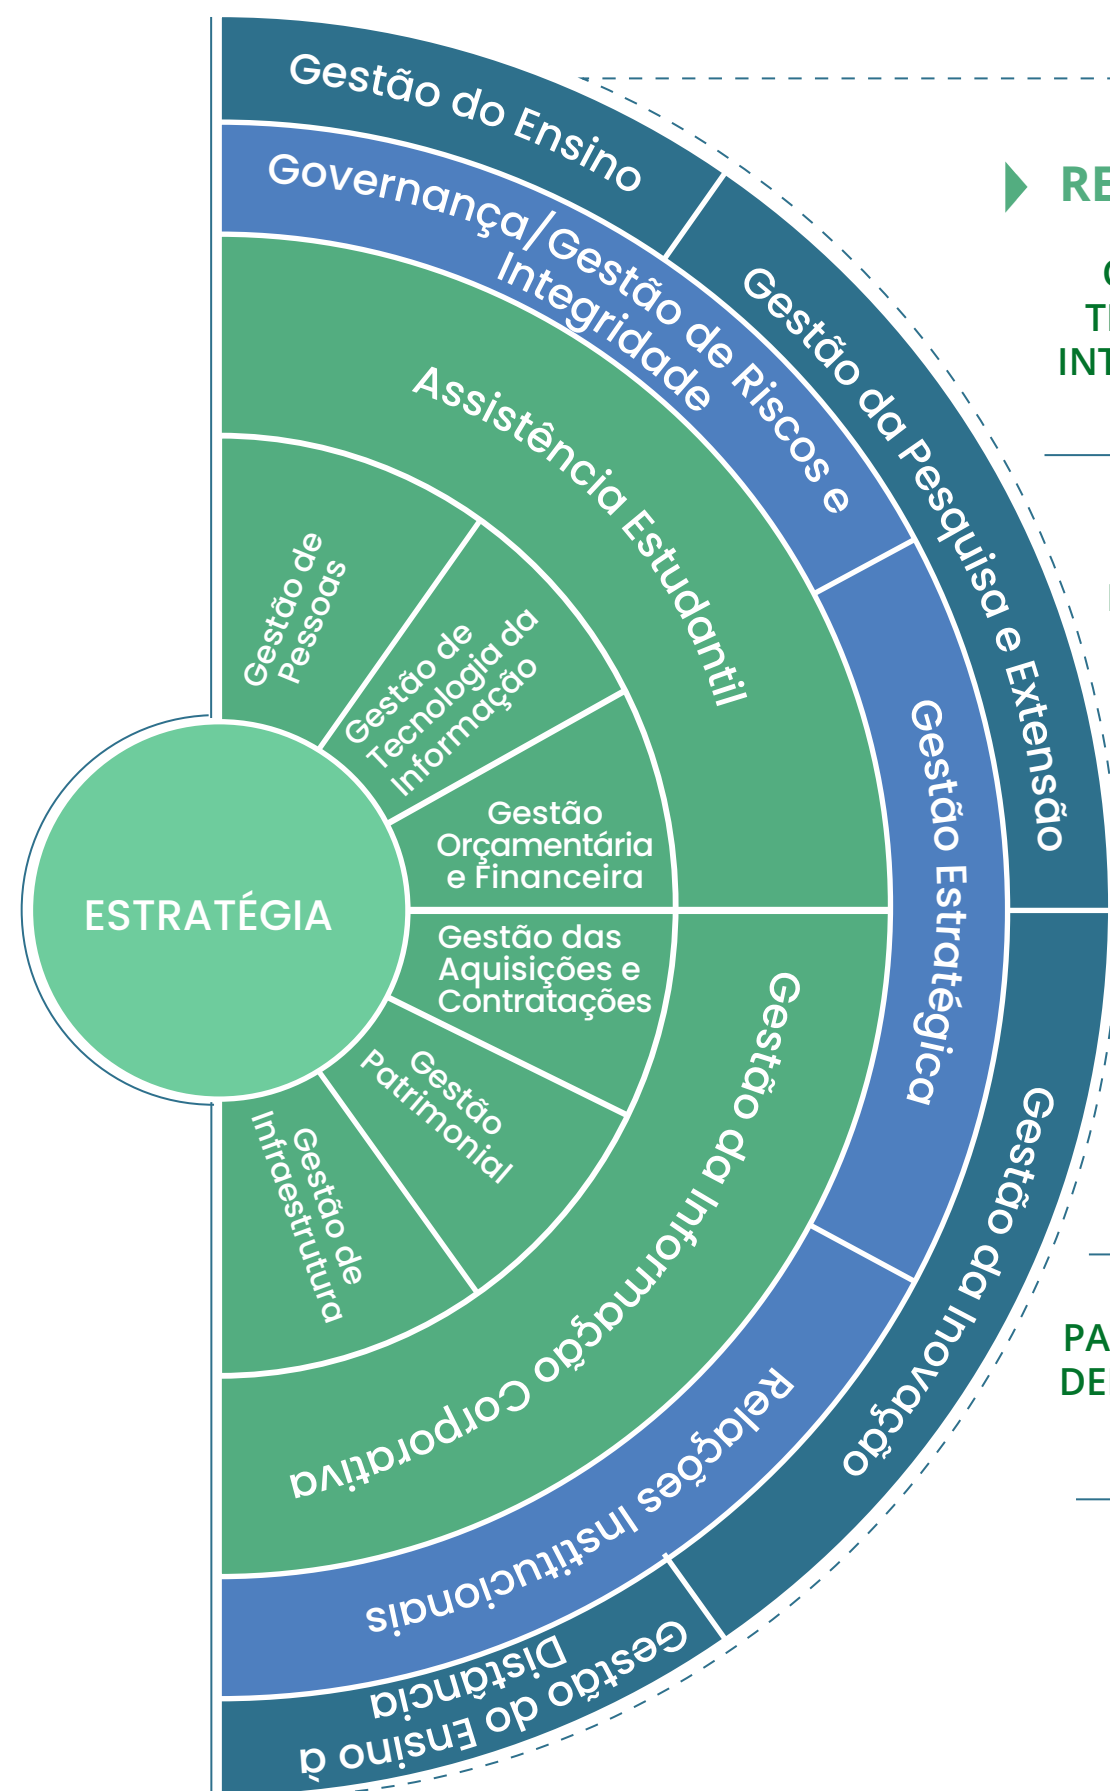 Gestão do Ensino
Governança/Gestão de Riscos e
Integridade
Gestão da Pesquisa e Extensão
Assistência Estudantil
Gestão de
Pessoas
Gestão de
Tecnologia da
Informação
Gestão
Orçamentária
e Financeira
ESTRATÉGIA
Gestão Estratégica
Gestão das
Aquisições e
Contratações
Gestão
Patrimonial
Gestão de
Infraestrutura
Gestão da Informação Corporativa
Relações Institucionais
Gestão da Inovação
Gestão do Ensino à
Distância
RE
INT
PA